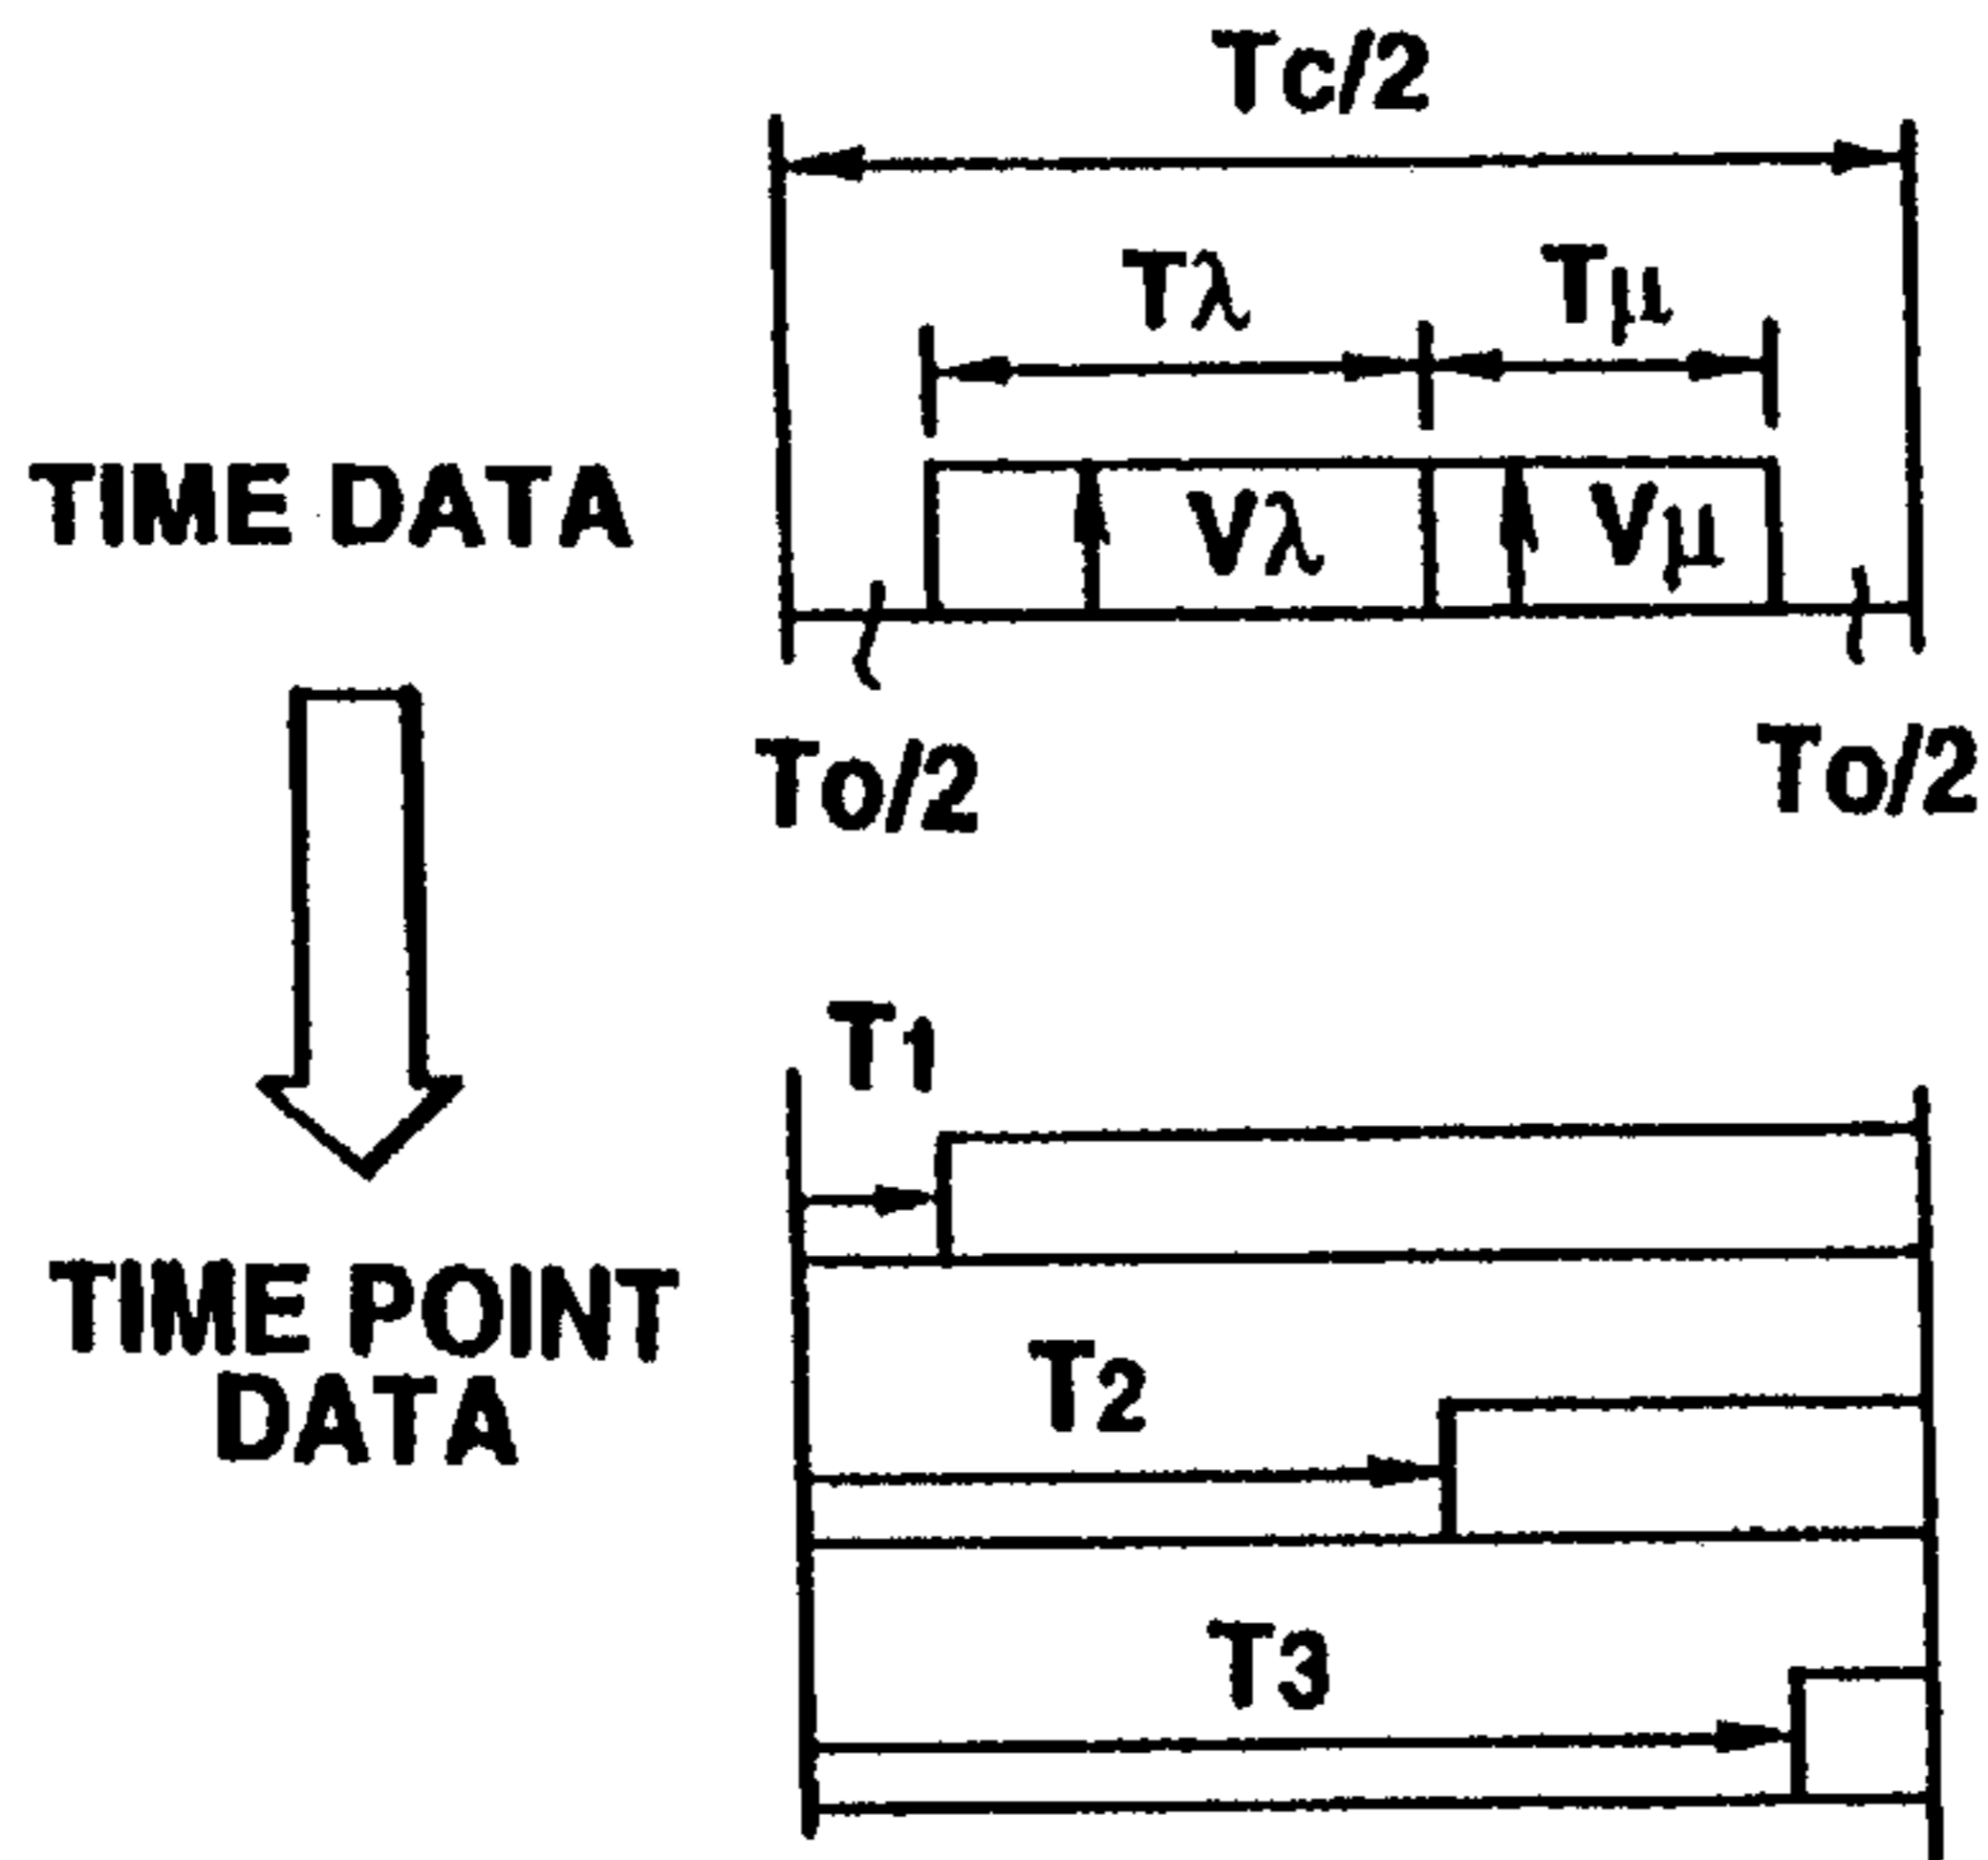 Tc/2
Tλ Tμ
TIME DATA
Vλ Vμ
To/2 To/2
T1
TIME POINT
DATA
T2
T3